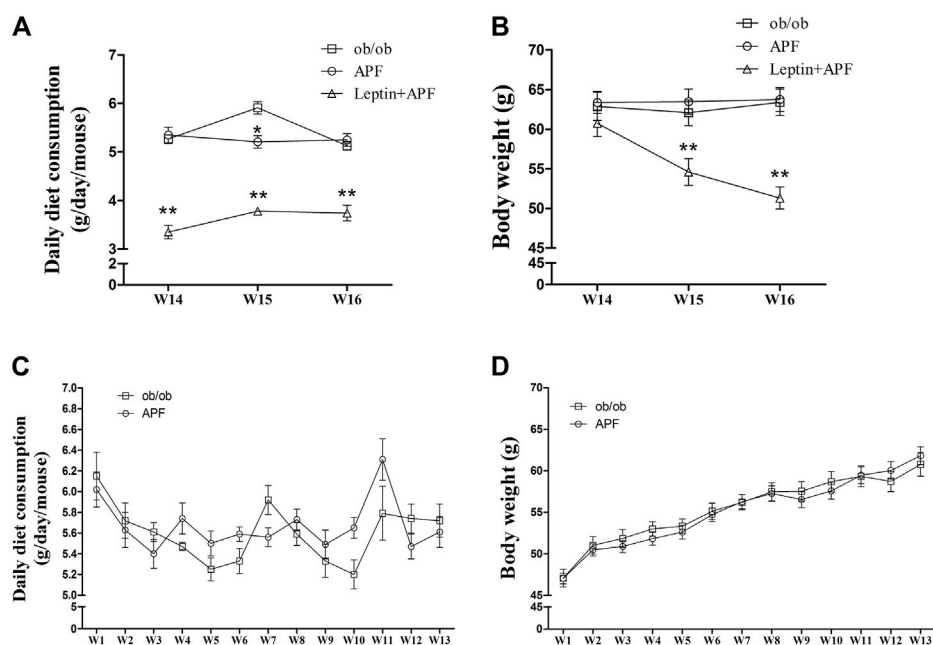 A
ob/ob
APF
Leptin+APF
Daily diet consumption
(g/day/mouse)
7
6
5
4
3
2
0
*
**
**
**
W14
W15
W16
B
ob/ob
APF
Leptin+APF
Body weight (g)
70
65
60
55
50
45
45
0
**
**
W14
W15
W16
C
ob/ob
APF
Daily diet consumption
(g/day/mouse)
7.0
6.8
6.6
6.4
6.2
6.0
5.8
5.6
5.4
5.2
5.0
5
0
W1 W2 W3 W4 W5 W6 W7 W8 W9 W10 W11 W12 W13
D
ob/ob
APF
Body weight (g)
70
65
60
55
50
45
45
0
W1 W2 W3 W4 W5 W6 W7 W8 W9 W10 W11 W12 W13